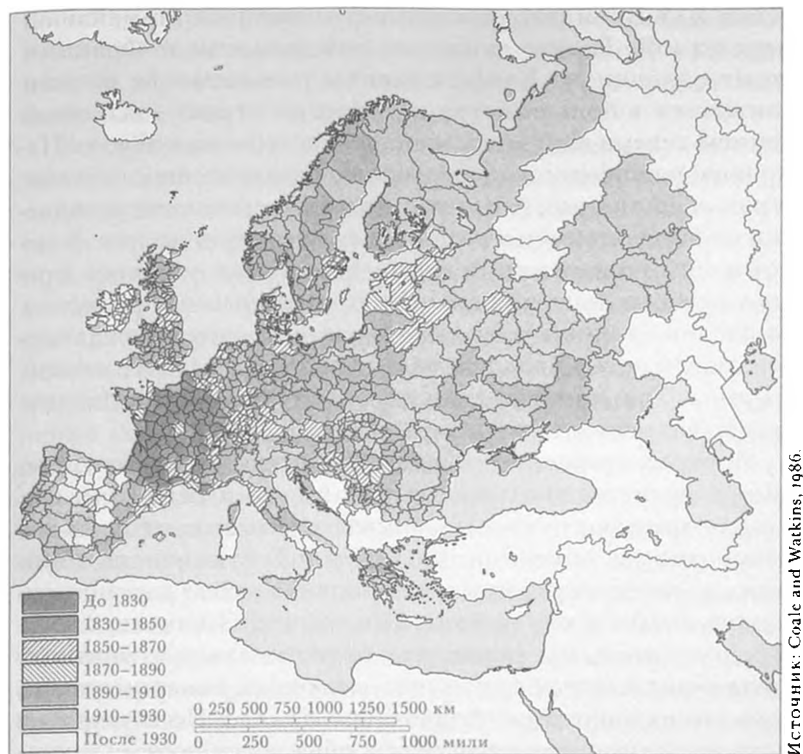 До 1830
1830–1850
1850–1870
1870–1890
1890–1910
1910–1930
После 1930
0 250 500 750 1000 1250 1500 км
0 250 500 750 1000 мили
Источник: Coale and Watkins, 1986.